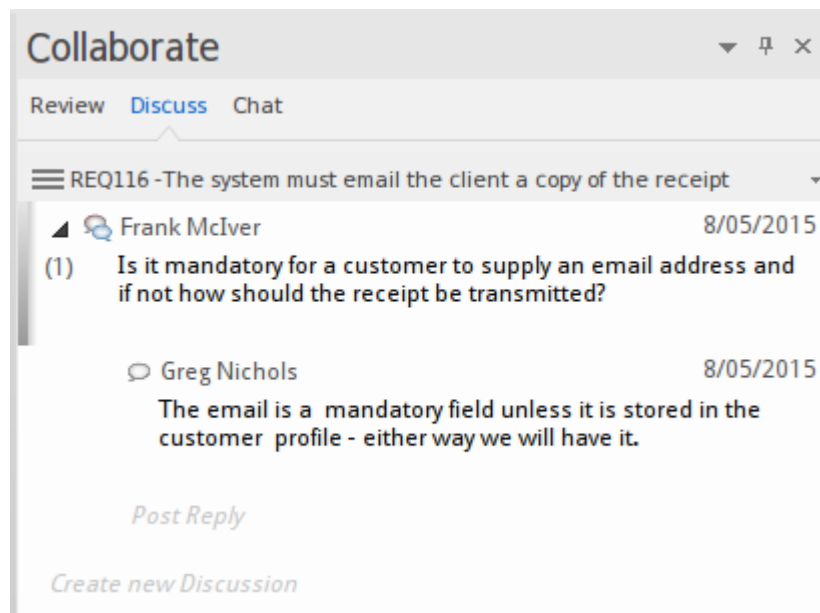 Collaborate
Review Discuss Chat
REQ116 -The system must email the client a copy of the receipt
Frank McIver 8/05/2015
(1) Is it mandatory for a customer to supply an email address and
if not how should the receipt be transmitted?
Greg Nichols 8/05/2015
The email is a mandatory field unless it is stored in the
customer profile - either way we will have it.
Post Reply
Create new Discussion